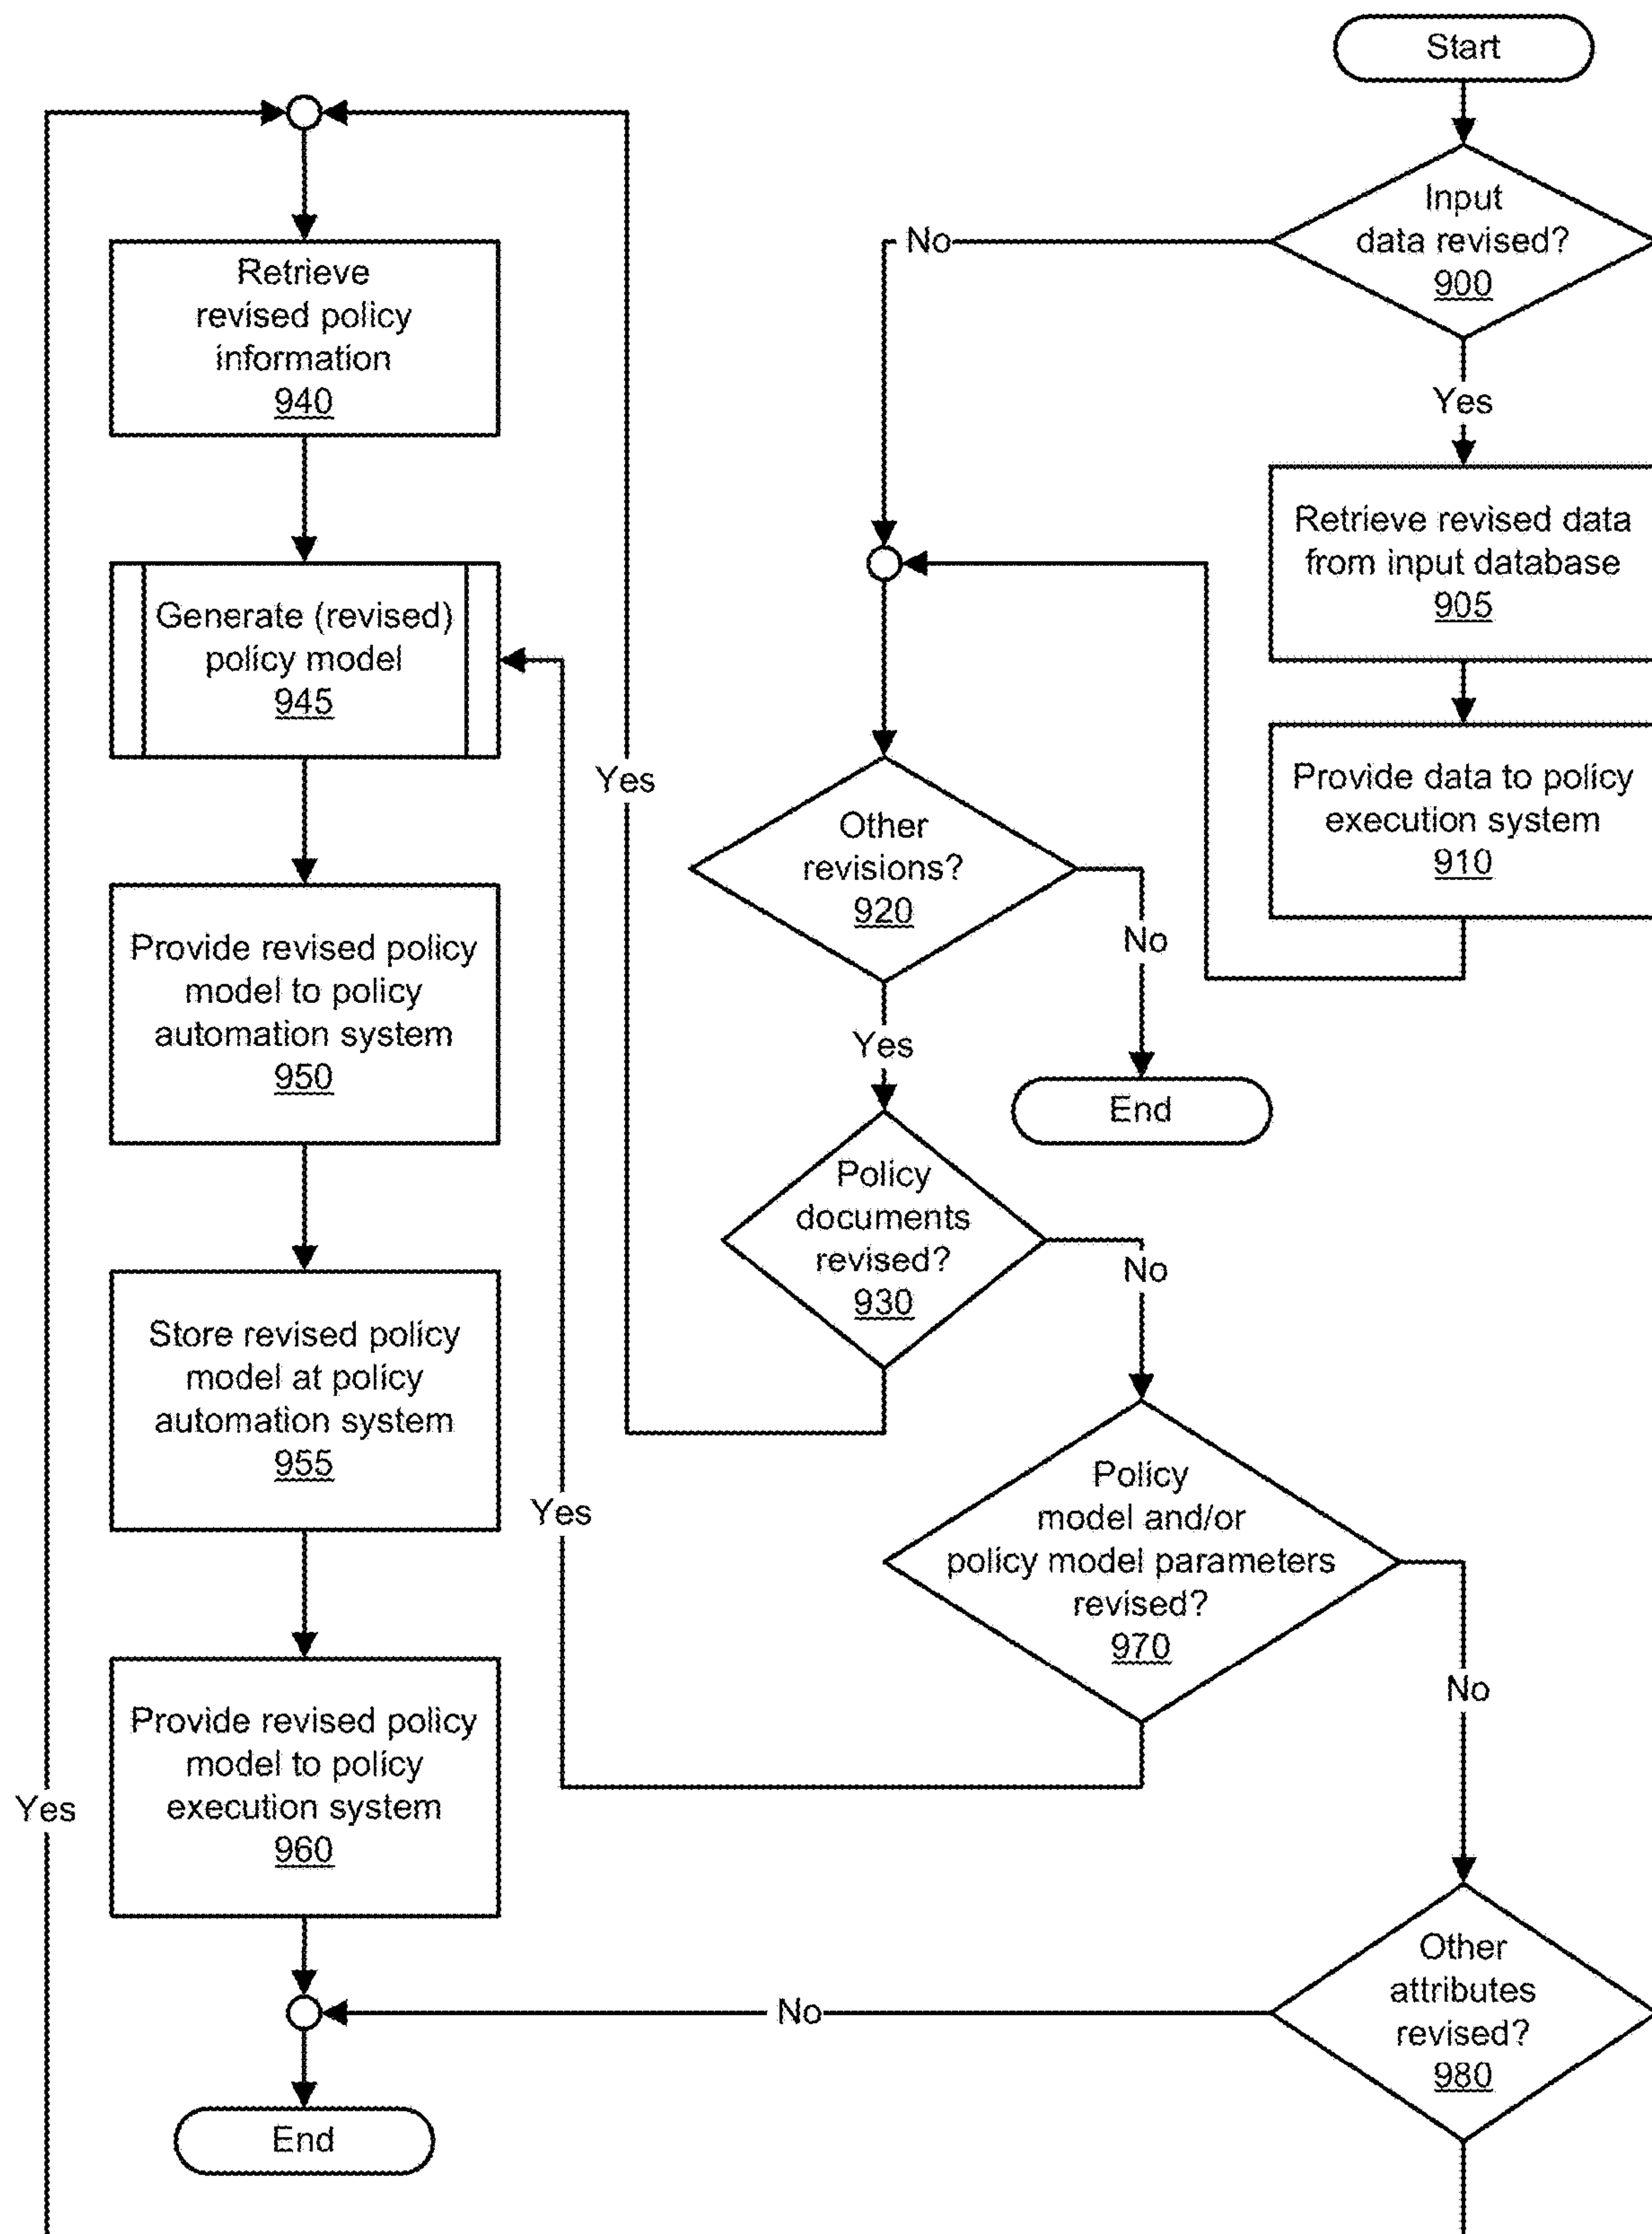 Start
Input
data revised?
900
No
Yes
Retrieve revised data
from input database
905
Provide data to policy
execution system
910
Other
revisions?
920
No
End
Yes
Policy
documents
revised?
930
Yes
No
Policy
model and/or
policy model parameters
revised?
970
Yes
No
Other
attributes
revised?
980
No
Yes
Retrieve
revised policy
information
940
Generate (revised)
policy model
945
Provide revised policy
model to policy
automation system
950
Store revised policy
model at policy
automation system
955
Provide revised policy
model to policy
execution system
960
End